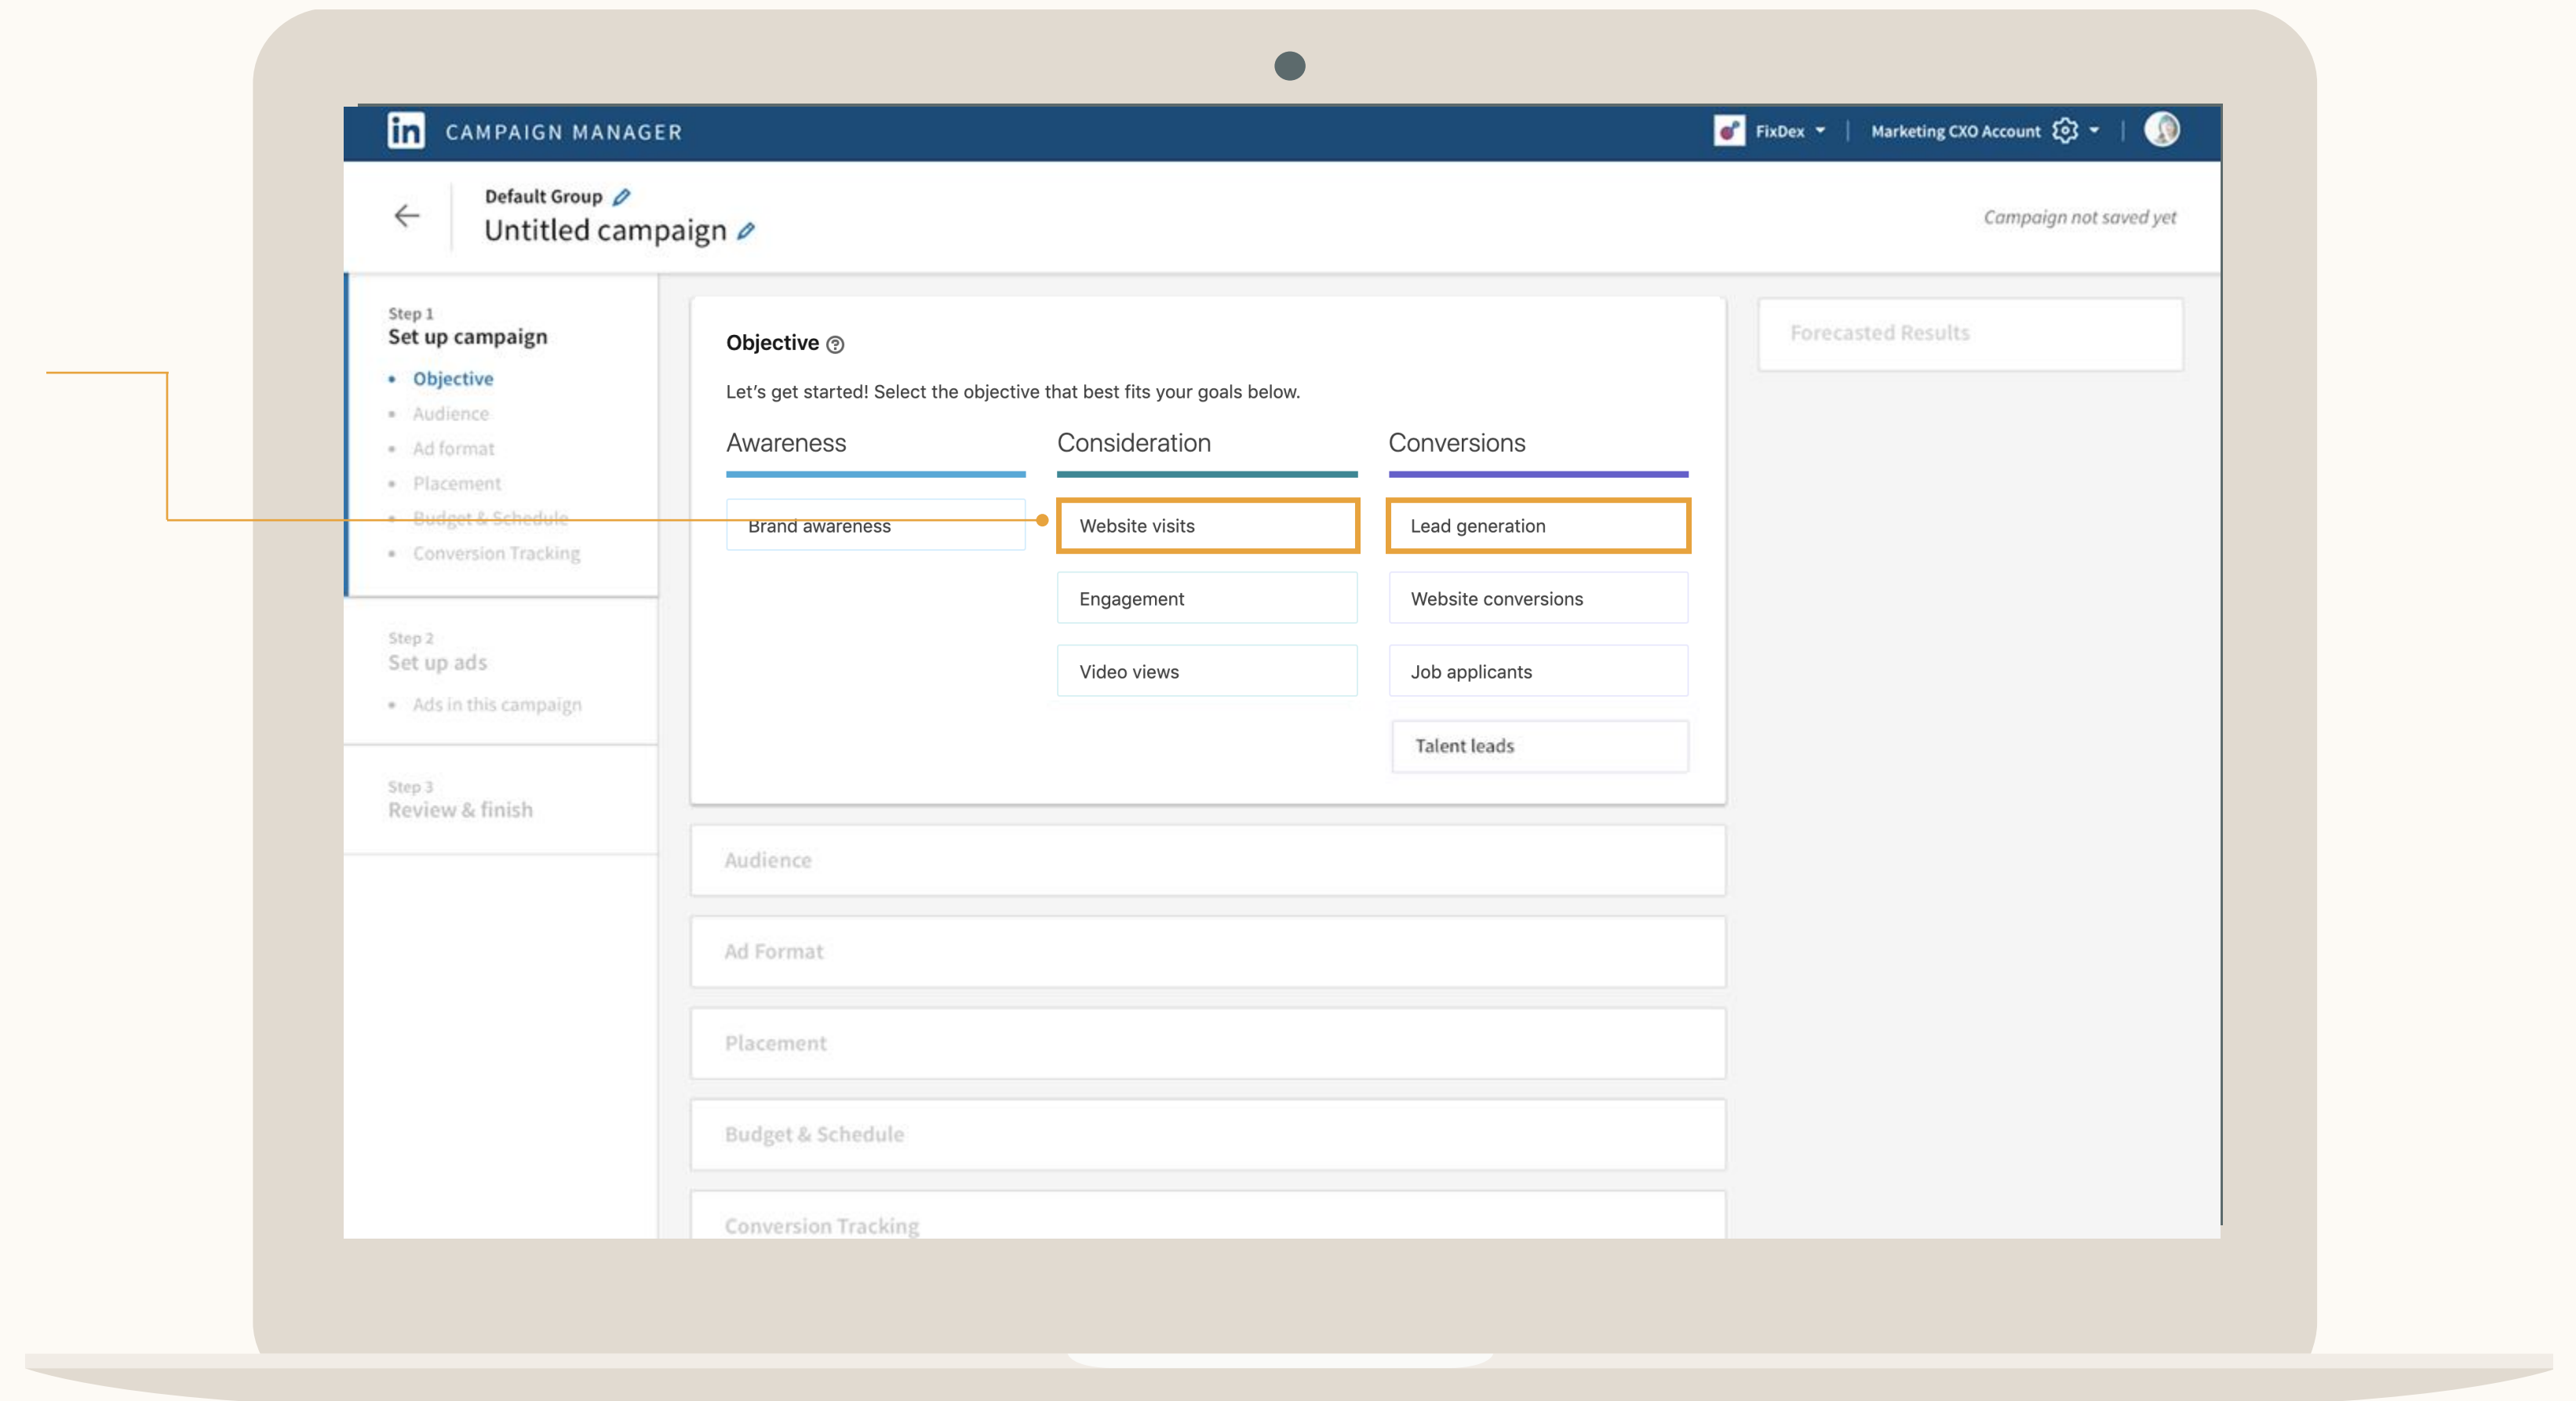 in CAMPAIGN MANAGER
FixDex
Marketing CXO Account
Default Group
Untitled campaign
Campaign not saved yet
Step 1
Set up campaign
Objective
Audience
Ad format
Placement
Budget & Schedule
Conversion Tracking
Step 2
Set up ads
Ads in this campaign
Step 3
Review & finish
Objective ?
Let's get started! Select the objective that best fits your goals below.
Awareness
Brand awareness
Consideration
Website visits
Engagement
Video views
Conversions
Lead generation
Website conversions
Job applicants
Talent leads
Audience
Ad Format
Placement
Budget & Schedule
Conversion Tracking
Forecasted Results